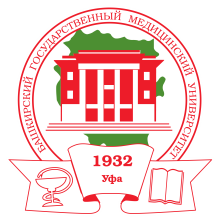 БАШКИРСКИЙ ГОСУДАРСТВЕННЫЙ МЕДИЦИНСКИЙ УНИВЕРСИТЕТ
1932
Уфа